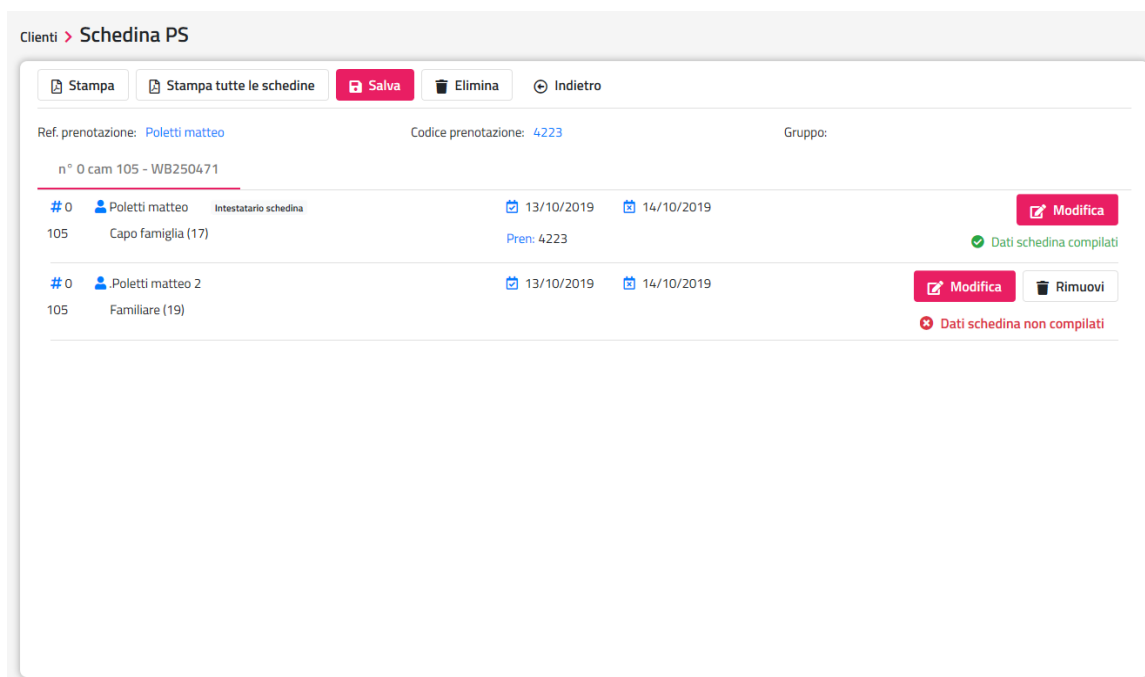 Clienti > Schedina PS
Stampa Stampa tutte le schedine Salva Elimina Indietro
Ref. prenotazione: Poletti matteo Codice prenotazione: 4223 Gruppo:
n° 0 cam 105 - WB250471
# 0 Poletti matteo Intestatario schedina 13/10/2019 14/10/2019 Modifica
105 Capo famiglia (17) Pren: 4223 Dati schedina compilati
# 0 .Poletti matteo 2 13/10/2019 14/10/2019 Modifica Rimuovi
105 Familiare (19)
Dati schedina non compilati